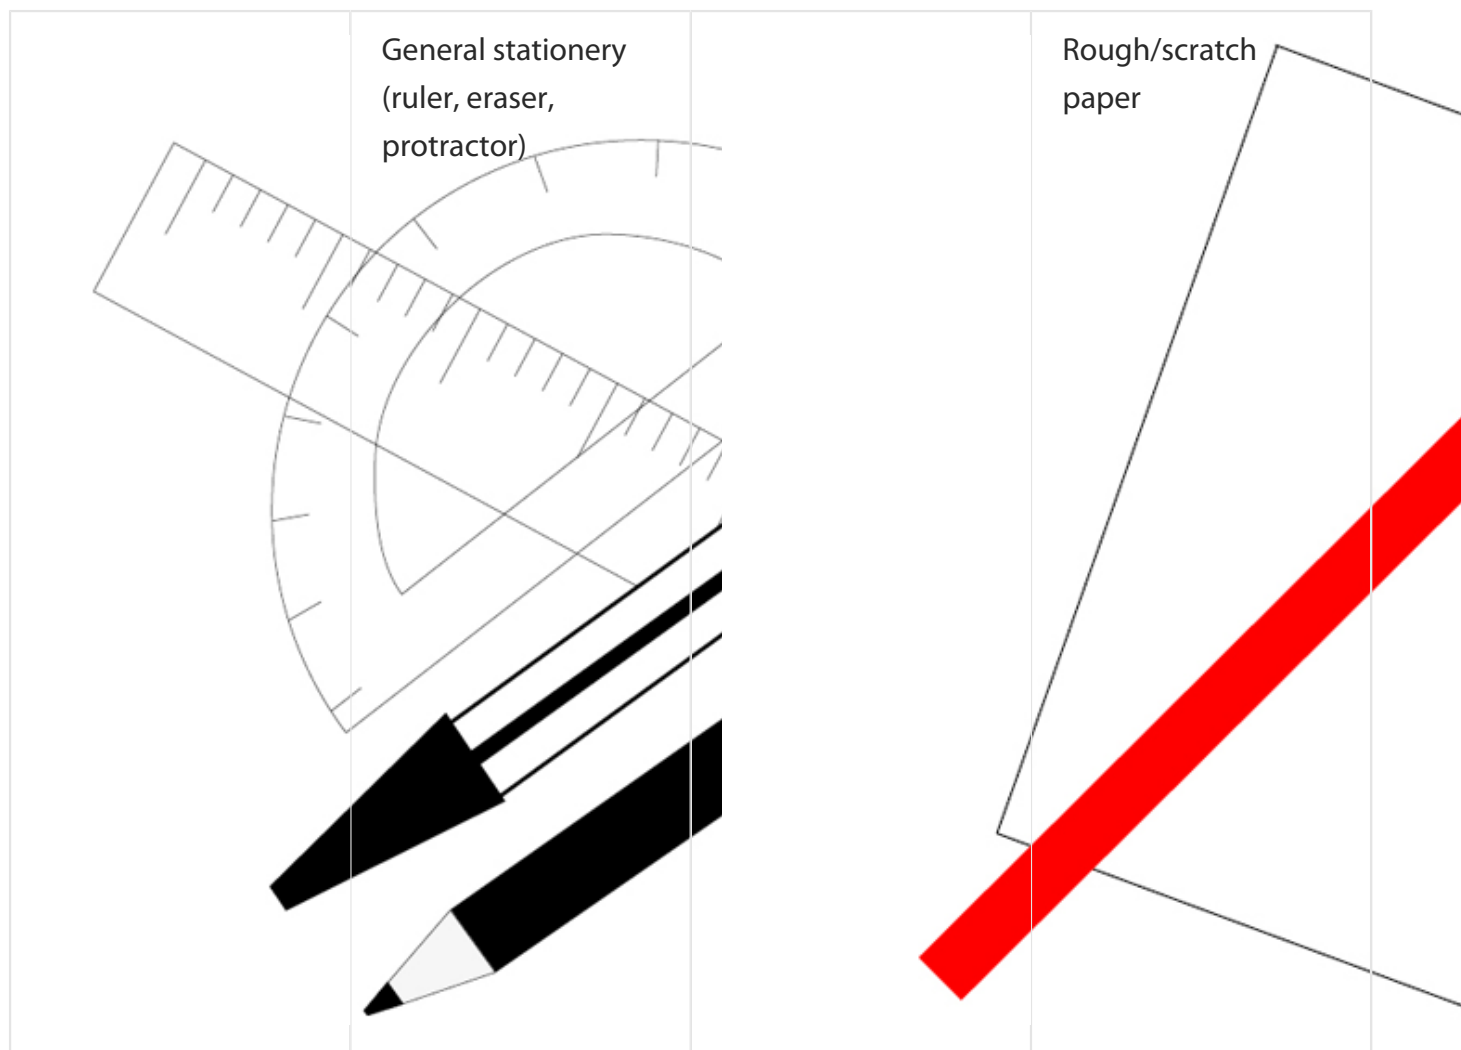 General stationery
(ruler, eraser,
protractor)
Rough/scratch
paper